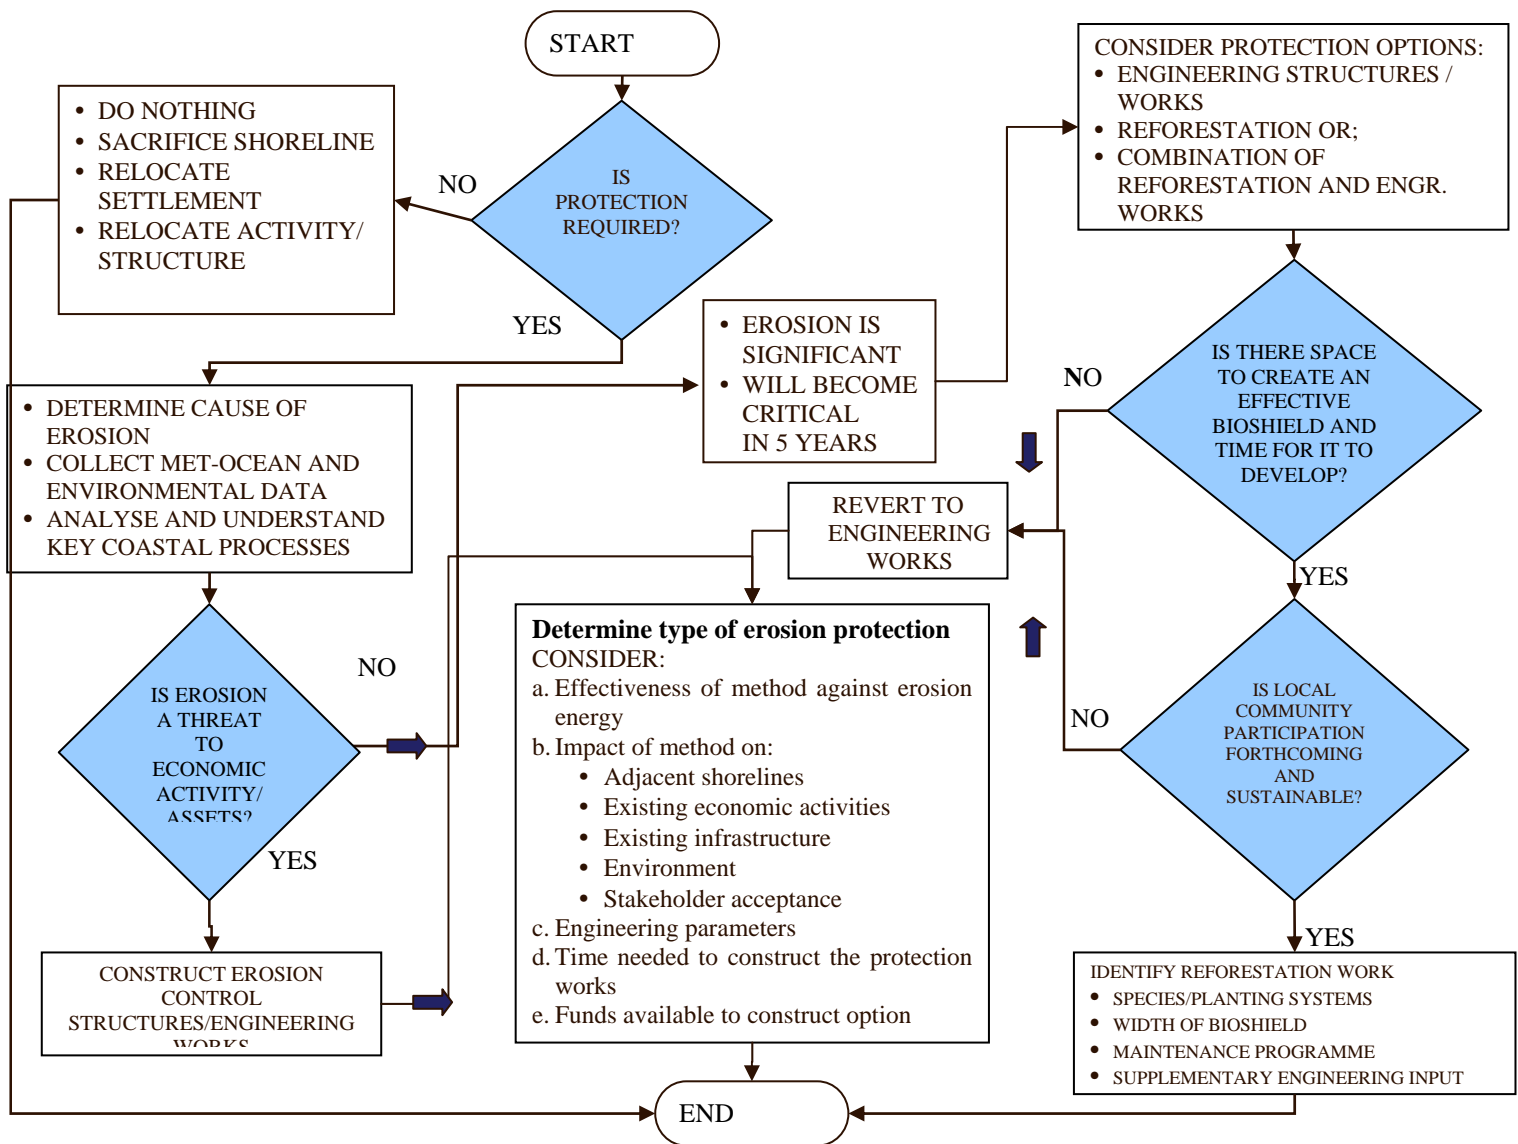 START
IS
PROTECTION
REQUIRED?
NO
• DO NOTHING
• SACRIFICE SHORELINE
• RELOCATE
SETTLEMENT
• RELOCATE ACTIVITY/
STRUCTURE
YES
• DETERMINE CAUSE OF
EROSION
• COLLECT MET-OCEAN AND
ENVIRONMENTAL DATA
• ANALYSE AND UNDERSTAND
KEY COASTAL PROCESSES
IS EROSION
A THREAT
TO
ECONOMIC
ACTIVITY/
ASSETS?
NO
YES
CONSTRUCT EROSION
CONTROL
STRUCTURES/ENGINEERING
WORKS
• EROSION IS
SIGNIFICANT
• WILL BECOME
CRITICAL
IN 5 YEARS
CONSIDER PROTECTION OPTIONS:
• ENGINEERING STRUCTURES /
WORKS
• REFORESTATION OR;
• COMBINATION OF
REFORESTATION AND ENGR.
WORKS
IS THERE SPACE
TO CREATE AN
EFFECTIVE
BIOSHIELD AND
TIME FOR IT TO
DEVELOP?
NO
YES
REVERT TO
ENGINEERING
WORKS
IS LOCAL
COMMUNITY
PARTICIPATION
FORTHCOMING
AND
SUSTAINABLE?
NO
YES
IDENTIFY REFORESTATION WORK
• SPECIES/PLANTING SYSTEMS
• WIDTH OF BIOSHIELD
• MAINTENANCE PROGRAMME
• SUPPLEMENTARY ENGINEERING INPUT
Determine type of erosion protection
CONSIDER:
a. Effectiveness of method against erosion
energy
b. Impact of method on:
• Adjacent shorelines
• Existing economic activities
• Existing infrastructure
• Environment
• Stakeholder acceptance
c. Engineering parameters
d. Time needed to construct the protection
works
e. Funds available to construct option
END